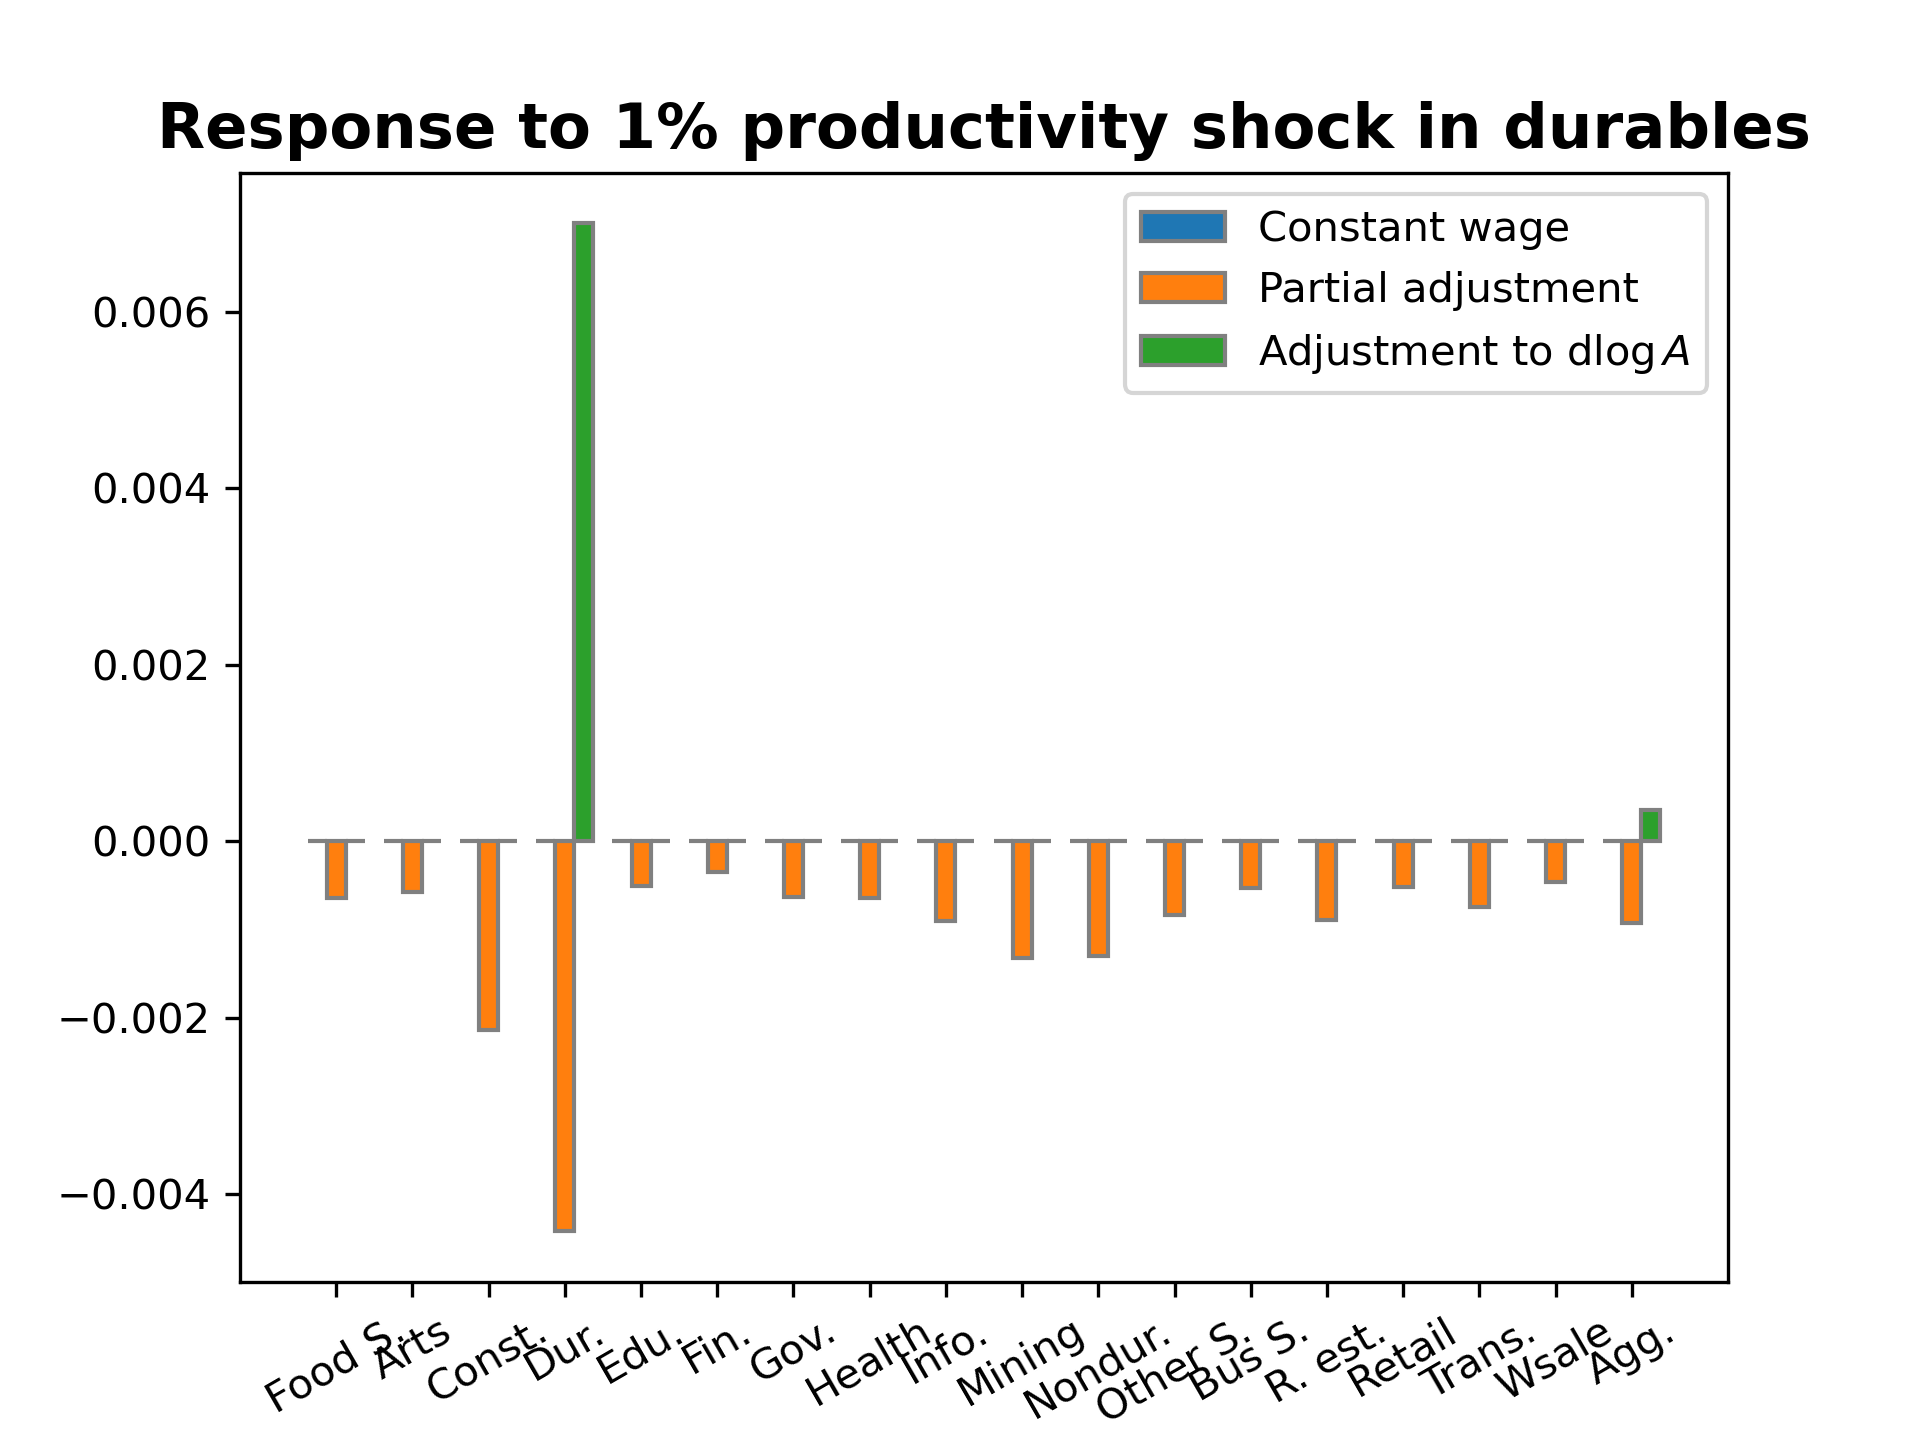 Response to 1% productivity shock in durables
Constant wage
Partial adjustment
Adjustment to dlog A
0.006
0.004
0.002
0.000
−0.002
−0.004
Food S.
Arts
Const.
Dur.
Edu.
Fin.
Gov.
Health
Info.
Mining
Nondur.
Other S.
Bus S.
R. est.
Retail
Trans.
Wsale
Agg.